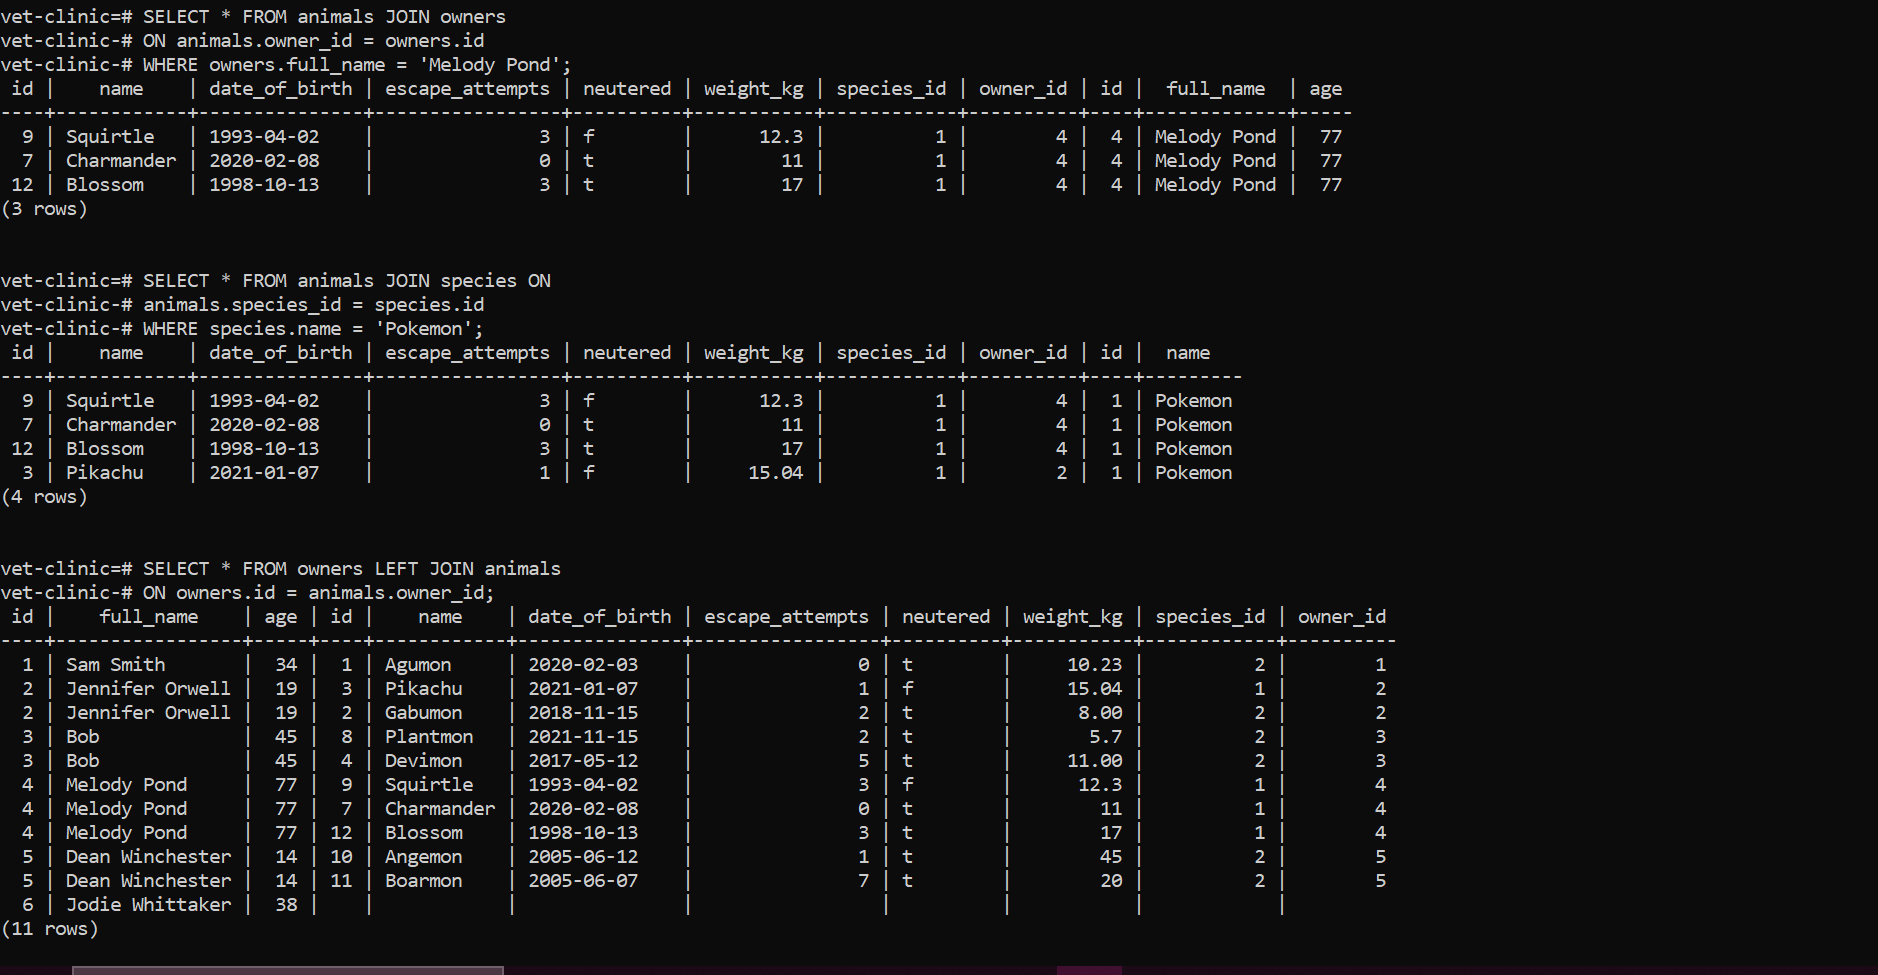 vet-clinic=# SELECT * FROM animals JOIN owners
vet-clinic-# ON animals.owner_id = owners.id
vet-clinic-# WHERE owners.full_name = 'Melody Pond';
 id |    name    | date_of_birth | escape_attempts | neutered | weight_kg | species_id | owner_id | id |  full_name  | age
----+------------+---------------+-----------------+----------+-----------+------------+----------+----+-------------+-----
  9 | Squirtle   | 1993-04-02    |               3 | f        |      12.3 |          1 |        4 |  4 | Melody Pond |  77
  7 | Charmander | 2020-02-08    |               0 | t        |        11 |          1 |        4 |  4 | Melody Pond |  77
 12 | Blossom    | 1998-10-13    |               3 | t        |        17 |          1 |        4 |  4 | Melody Pond |  77
(3 rows)
vet-clinic=# SELECT * FROM animals JOIN species ON
vet-clinic-# animals.species_id = species.id
vet-clinic-# WHERE species.name = 'Pokemon';
 id |    name    | date_of_birth | escape_attempts | neutered | weight_kg | species_id | owner_id | id |  name
----+------------+---------------+-----------------+----------+-----------+------------+----------+----+---------
  9 | Squirtle   | 1993-04-02    |               3 | f        |      12.3 |          1 |        4 |  1 | Pokemon
  7 | Charmander | 2020-02-08    |               0 | t        |        11 |          1 |        4 |  1 | Pokemon
 12 | Blossom    | 1998-10-13    |               3 | t        |        17 |          1 |        4 |  1 | Pokemon
  3 | Pikachu    | 2021-01-07    |               1 | f        |     15.04 |          1 |        2 |  1 | Pokemon
(4 rows)
vet-clinic=# SELECT * FROM owners LEFT JOIN animals
vet-clinic-# ON owners.id = animals.owner_id;
 id |    full_name    | age | id |    name    | date_of_birth | escape_attempts | neutered | weight_kg | species_id | owner_id
----+-----------------+-----+----+------------+---------------+-----------------+----------+-----------+------------+----------
  1 | Sam Smith       |  34 |  1 | Agumon     | 2020-02-03    |               0 | t        |     10.23 |          2 |        1
  2 | Jennifer Orwell |  19 |  3 | Pikachu    | 2021-01-07    |               1 | f        |     15.04 |          1 |        2
  2 | Jennifer Orwell |  19 |  2 | Gabumon    | 2018-11-15    |               2 | t        |      8.00 |          2 |        2
  3 | Bob             |  45 |  8 | Plantmon   | 2021-11-15    |               2 | t        |       5.7 |          2 |        3
  3 | Bob             |  45 |  4 | Devimon    | 2017-05-12    |               5 | t        |     11.00 |          2 |        3
  4 | Melody Pond     |  77 |  9 | Squirtle   | 1993-04-02    |               3 | f        |      12.3 |          1 |        4
  4 | Melody Pond     |  77 |  7 | Charmander | 2020-02-08    |               0 | t        |        11 |          1 |        4
  4 | Melody Pond     |  77 | 12 | Blossom    | 1998-10-13    |               3 | t        |        17 |          1 |        4
  5 | Dean Winchester |  14 | 10 | Angemon    | 2005-06-12    |               1 | t        |        45 |          2 |        5
  5 | Dean Winchester |  14 | 11 | Boarmon    | 2005-06-07    |               7 | t        |        20 |          2 |        5
  6 | Jodie Whittaker |  38 |    |            |               |                 |          |           |            |
(11 rows)